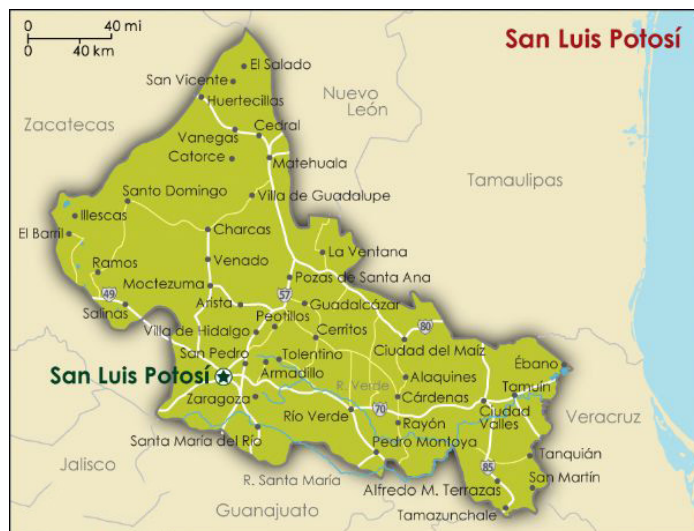 40 mi
40 km
San Luis Potosí
El Salado
San Vicente
Nuevo
León
Huertecillas
Zacatecas
Vanegas
Cedral
Catorce
Matehuala
Tamaulipas
Santo Domingo
Villa de Guadalupe
Illescas
El Barril
Charcas
La Ventana
Ramos
Venado
Moctezuma
Pozas de Santa Ana
49
57
Salinas
Arista
Guadalcázar
Peotillos
Villa de Hidalgo
Cerritos
80
Ciudad del Maíz
San Pedro
Tolentino
Ébano
San Luis Potosí
Armadillo
Alaquines
R. Verde
Tamuín
Zaragoza
Cárdenas
Río Verde
70
Ciudad
Valles
Veracruz
Rayón
Santa María del Río
Pedro Montoya
Tanquián
Jalisco
85
R. Santa María
San Martín
Alfredo M. Terrazas
Guanajuato
Tamazunchale